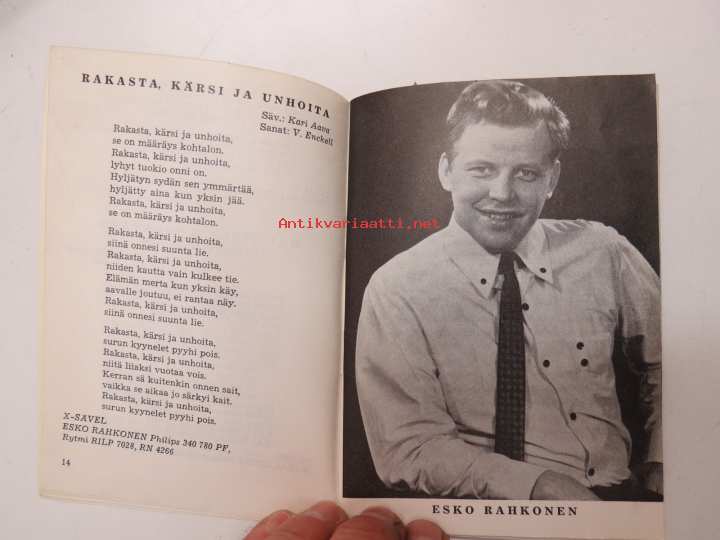 RAKASTA, KÄRSI JA UNHOITA
Säv.: Kari Aava
Sanat: V. Enckell
Rakasta, kärsi ja unhoita,
se on määräys kohtalon.
Rakasta, kärsi ja unhoita,
lyhyt tuokio onni on.
Hyljätyn sydän sen ymmärtää,
hyljätty aina kun yksin jää.
Rakasta, kärsi ja unhoita,
se on määräys kohtalon.
Rakasta, kärsi ja unhoita,
siinä onnesi suunta lie.
Rakasta, kärsi ja unhoita,
niiden kautta vain kulkee tie.
Elämän merta kun yksin käy,
aavalle joutuu, ei rantaa näy.
Rakasta, kärsi ja unhoita,
siinä onnesi suunta lie.
Rakasta, kärsi ja unhoita,
surun kyynelet pyyhi pois.
Rakasta, kärsi ja unhoita,
niitä liiaksi vuotaa vois.
Kerran sä kuitenkin onnen sait,
vaikka se aikaa jo särkyi kait.
Rakasta, kärsi ja unhoita,
surun kyynelet pyyhi pois.
X-SÄVEL
ESKO RAHKONEN Philips 340 780 PF,
Rytmi RILP 7028, RN 4266
14
Antikvariaatti.net
ESKO RAHKONEN